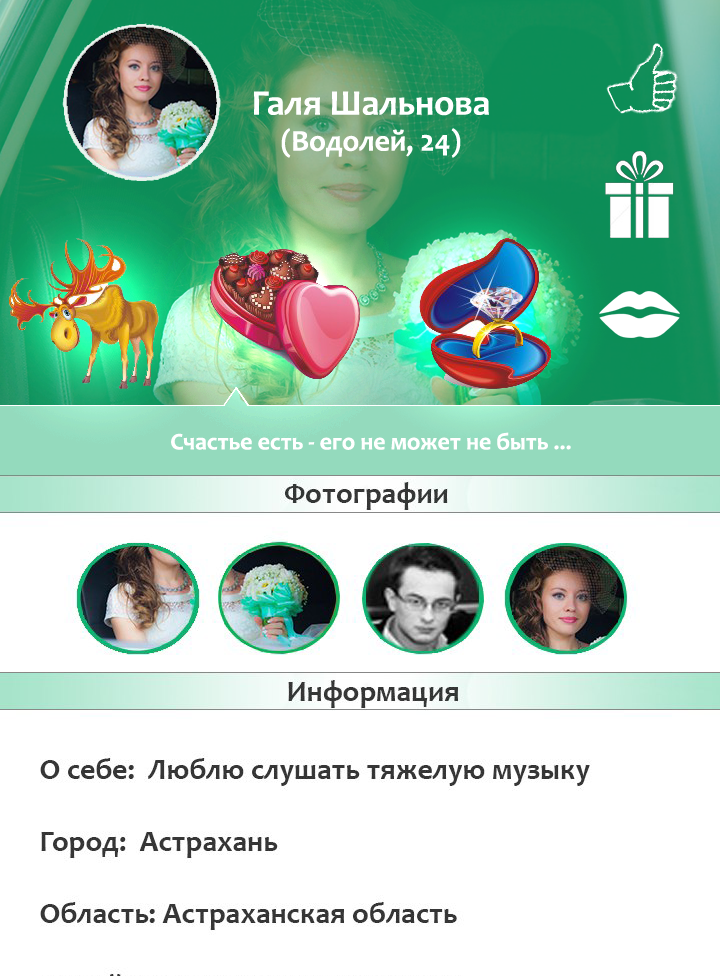 Галя Шальнова
(Водолей, 24)
Счастье есть - его не может не быть ...
Фотографии
Информация
О себе: Люблю слушать тяжелую музыку
Город: Астрахань
Область: Астраханская область